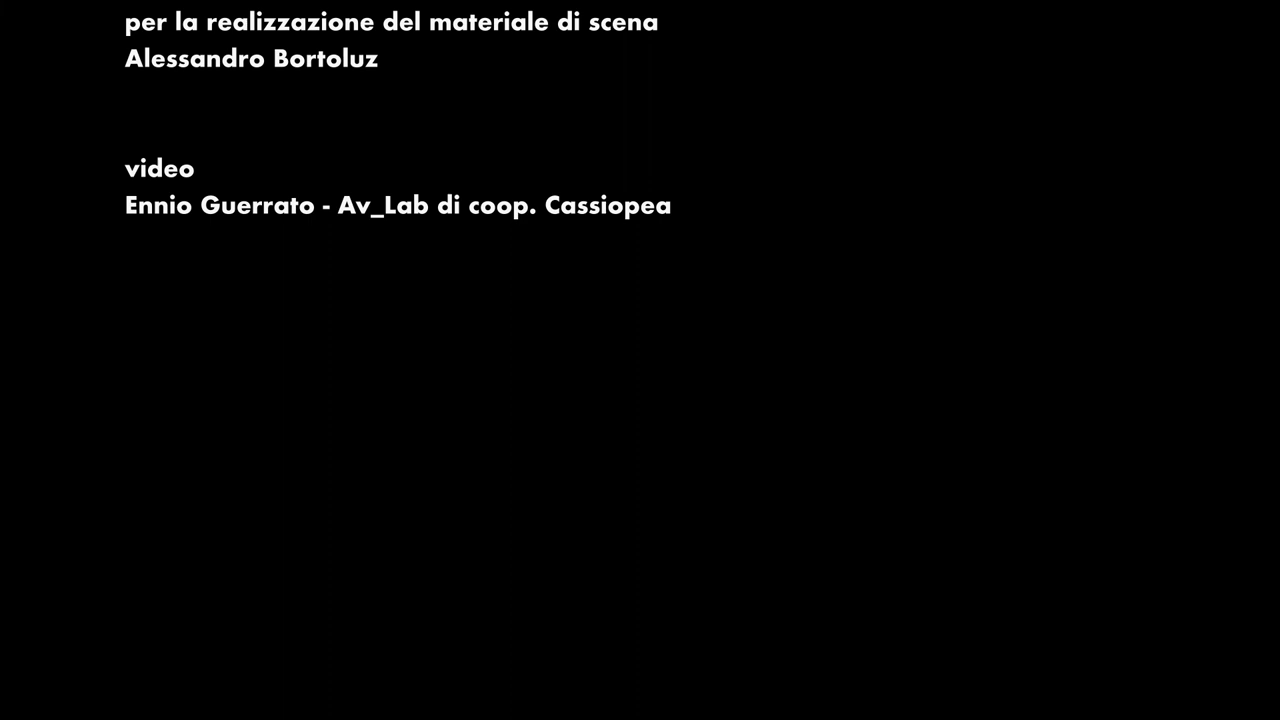 per la realizzazione del materiale di scena
Alessandro Bortoluz
video
Ennio Guerrato - Av_Lab di coop. Cassiopea